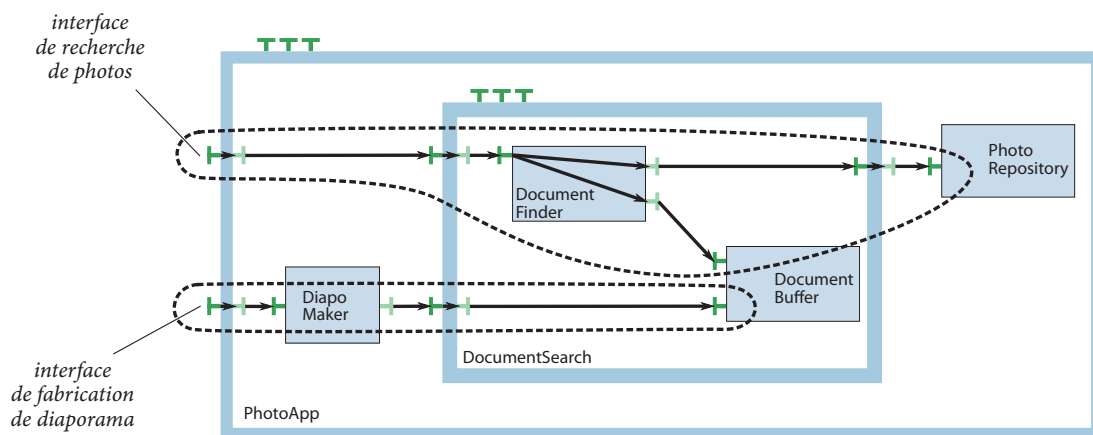 interface
de recherche
de photos
Photo
Repository
Document
Finder
Document
Buffer
Diapo
Maker
DocumentSearch
interface
de fabrication
de diaporama
PhotoApp